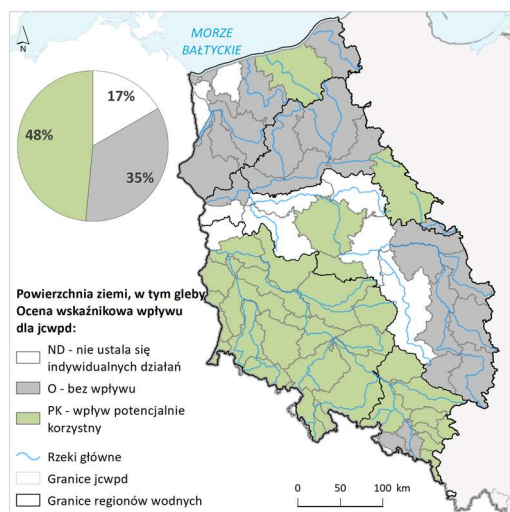 MORZE
BAŁTYCKIE
N
17%
48%
35%
Powierzchnia ziemi, w tym gleby
Ocena wskaźnikowa wpływu
dla jcwpd:
ND - nie ustala się
indywidualnych działań
O - bez wpływu
PK - wpływ potencjalnie
korzystny
Rzeki główne
Granice jcwpd
Granice regionów wodnych
0 50 100 km